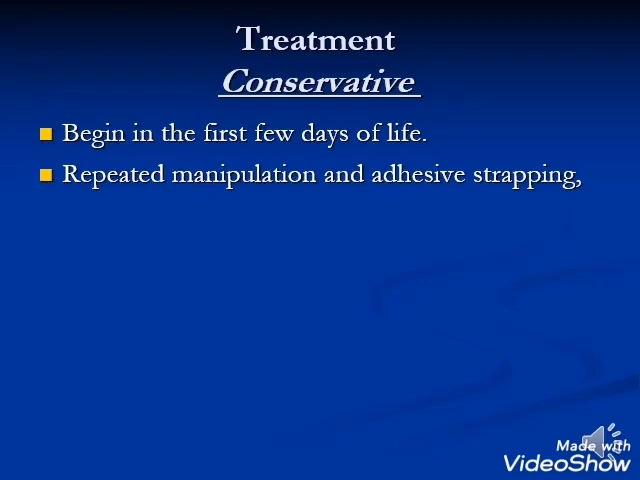 Treatment
Conservative
Begin in the first few days of life.
Repeated manipulation and adhesive strapping,
Made with
VideoShow